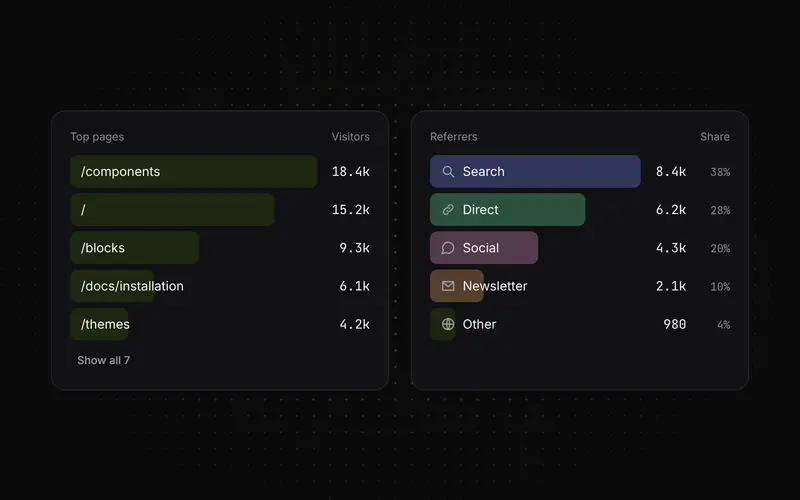 Top pages Visitors
/components 18.4k
/ 15.2k
/blocks 9.3k
/docs/installation 6.1k
/themes 4.2k
Show all 7
Referrers Share
Search 8.4k 38%
Direct 6.2k 28%
Social 4.3k 20%
Newsletter 2.1k 10%
Other 980 4%